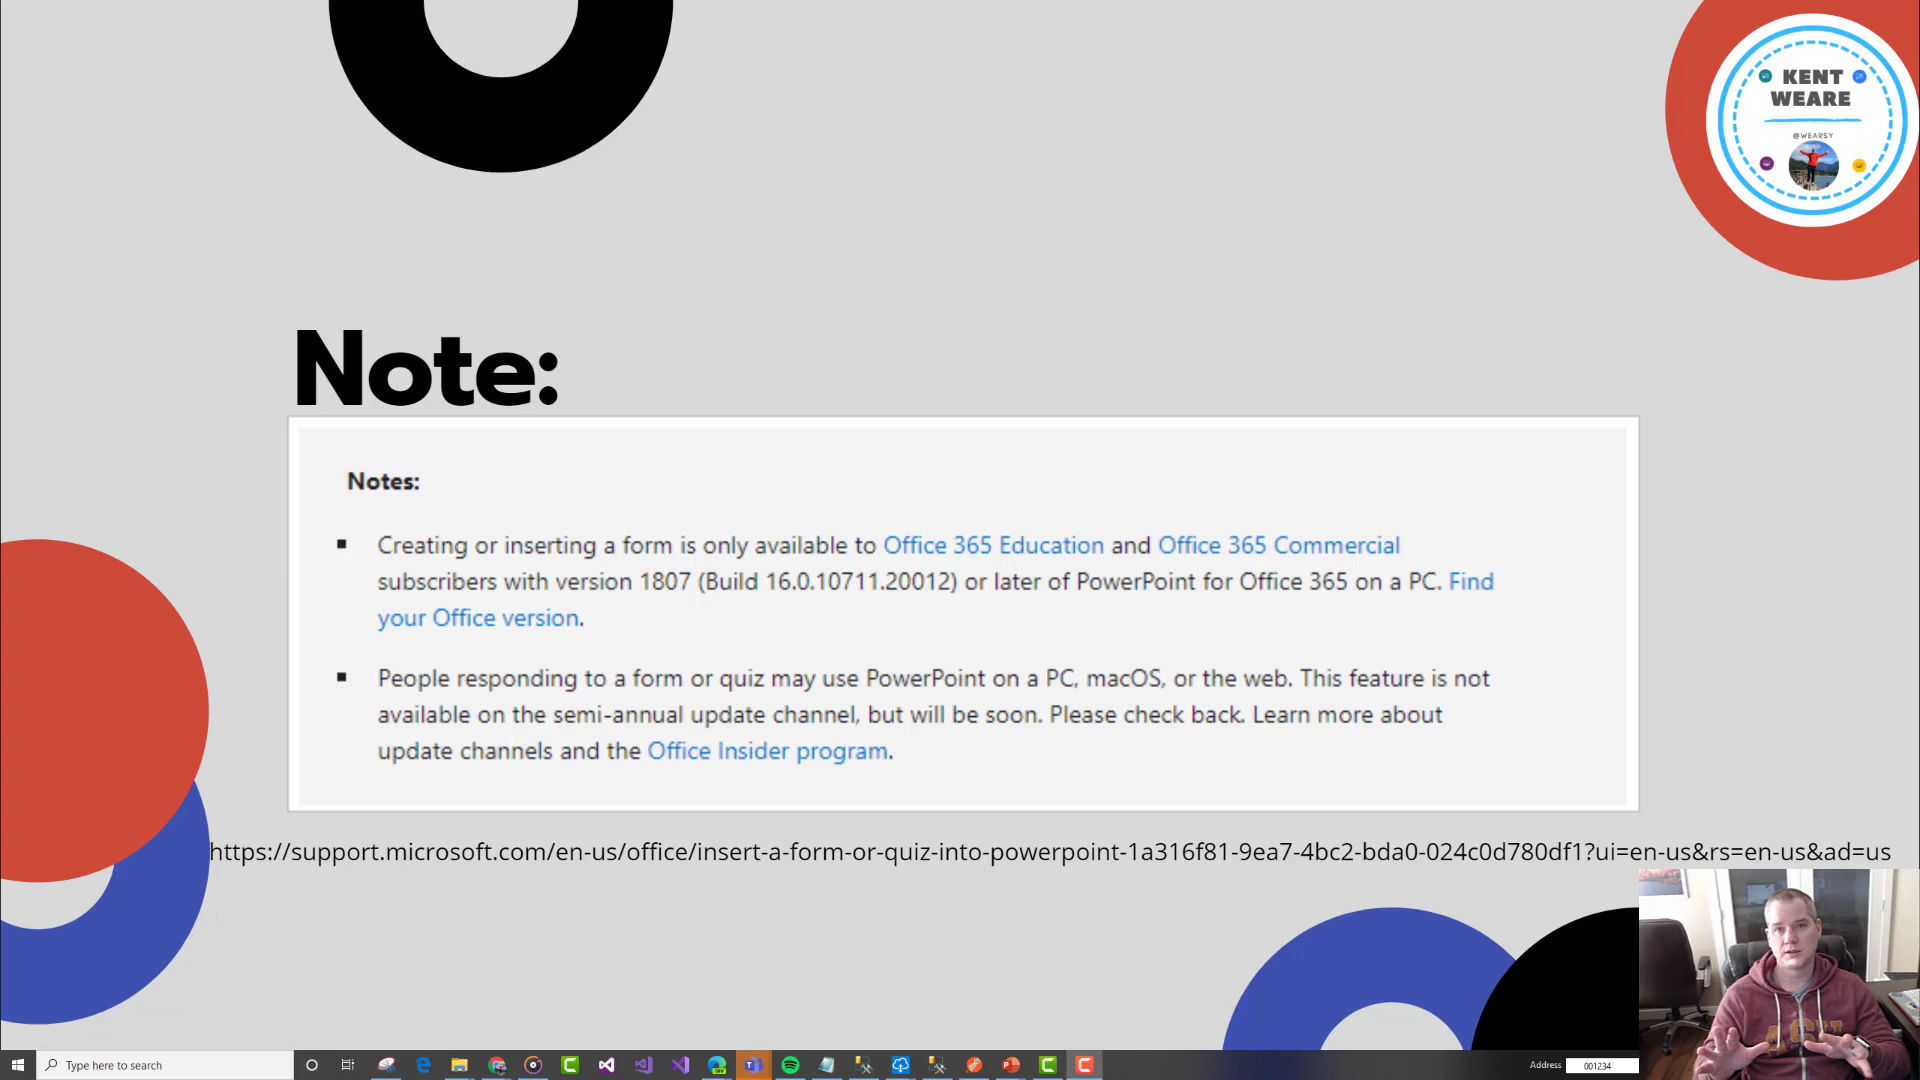 KENT
WEARE
@WEARSY
Note:
Notes:
Creating or inserting a form is only available to Office 365 Education and Office 365 Commercial
subscribers with version 1807 (Build 16.0.10711.20012) or later of PowerPoint for Office 365 on a PC. Find
your Office version.
People responding to a form or quiz may use PowerPoint on a PC, macOS, or the web. This feature is not
available on the semi-annual update channel, but will be soon. Please check back. Learn more about
update channels and the Office Insider program.
https://support.microsoft.com/en-us/office/insert-a-form-or-quiz-into-powerpoint-1a316f81-9ea7-4bc2-bda0-024c0d780df1?ui=en-us&rs=en-us&ad=us
Type here to search
Address 001234